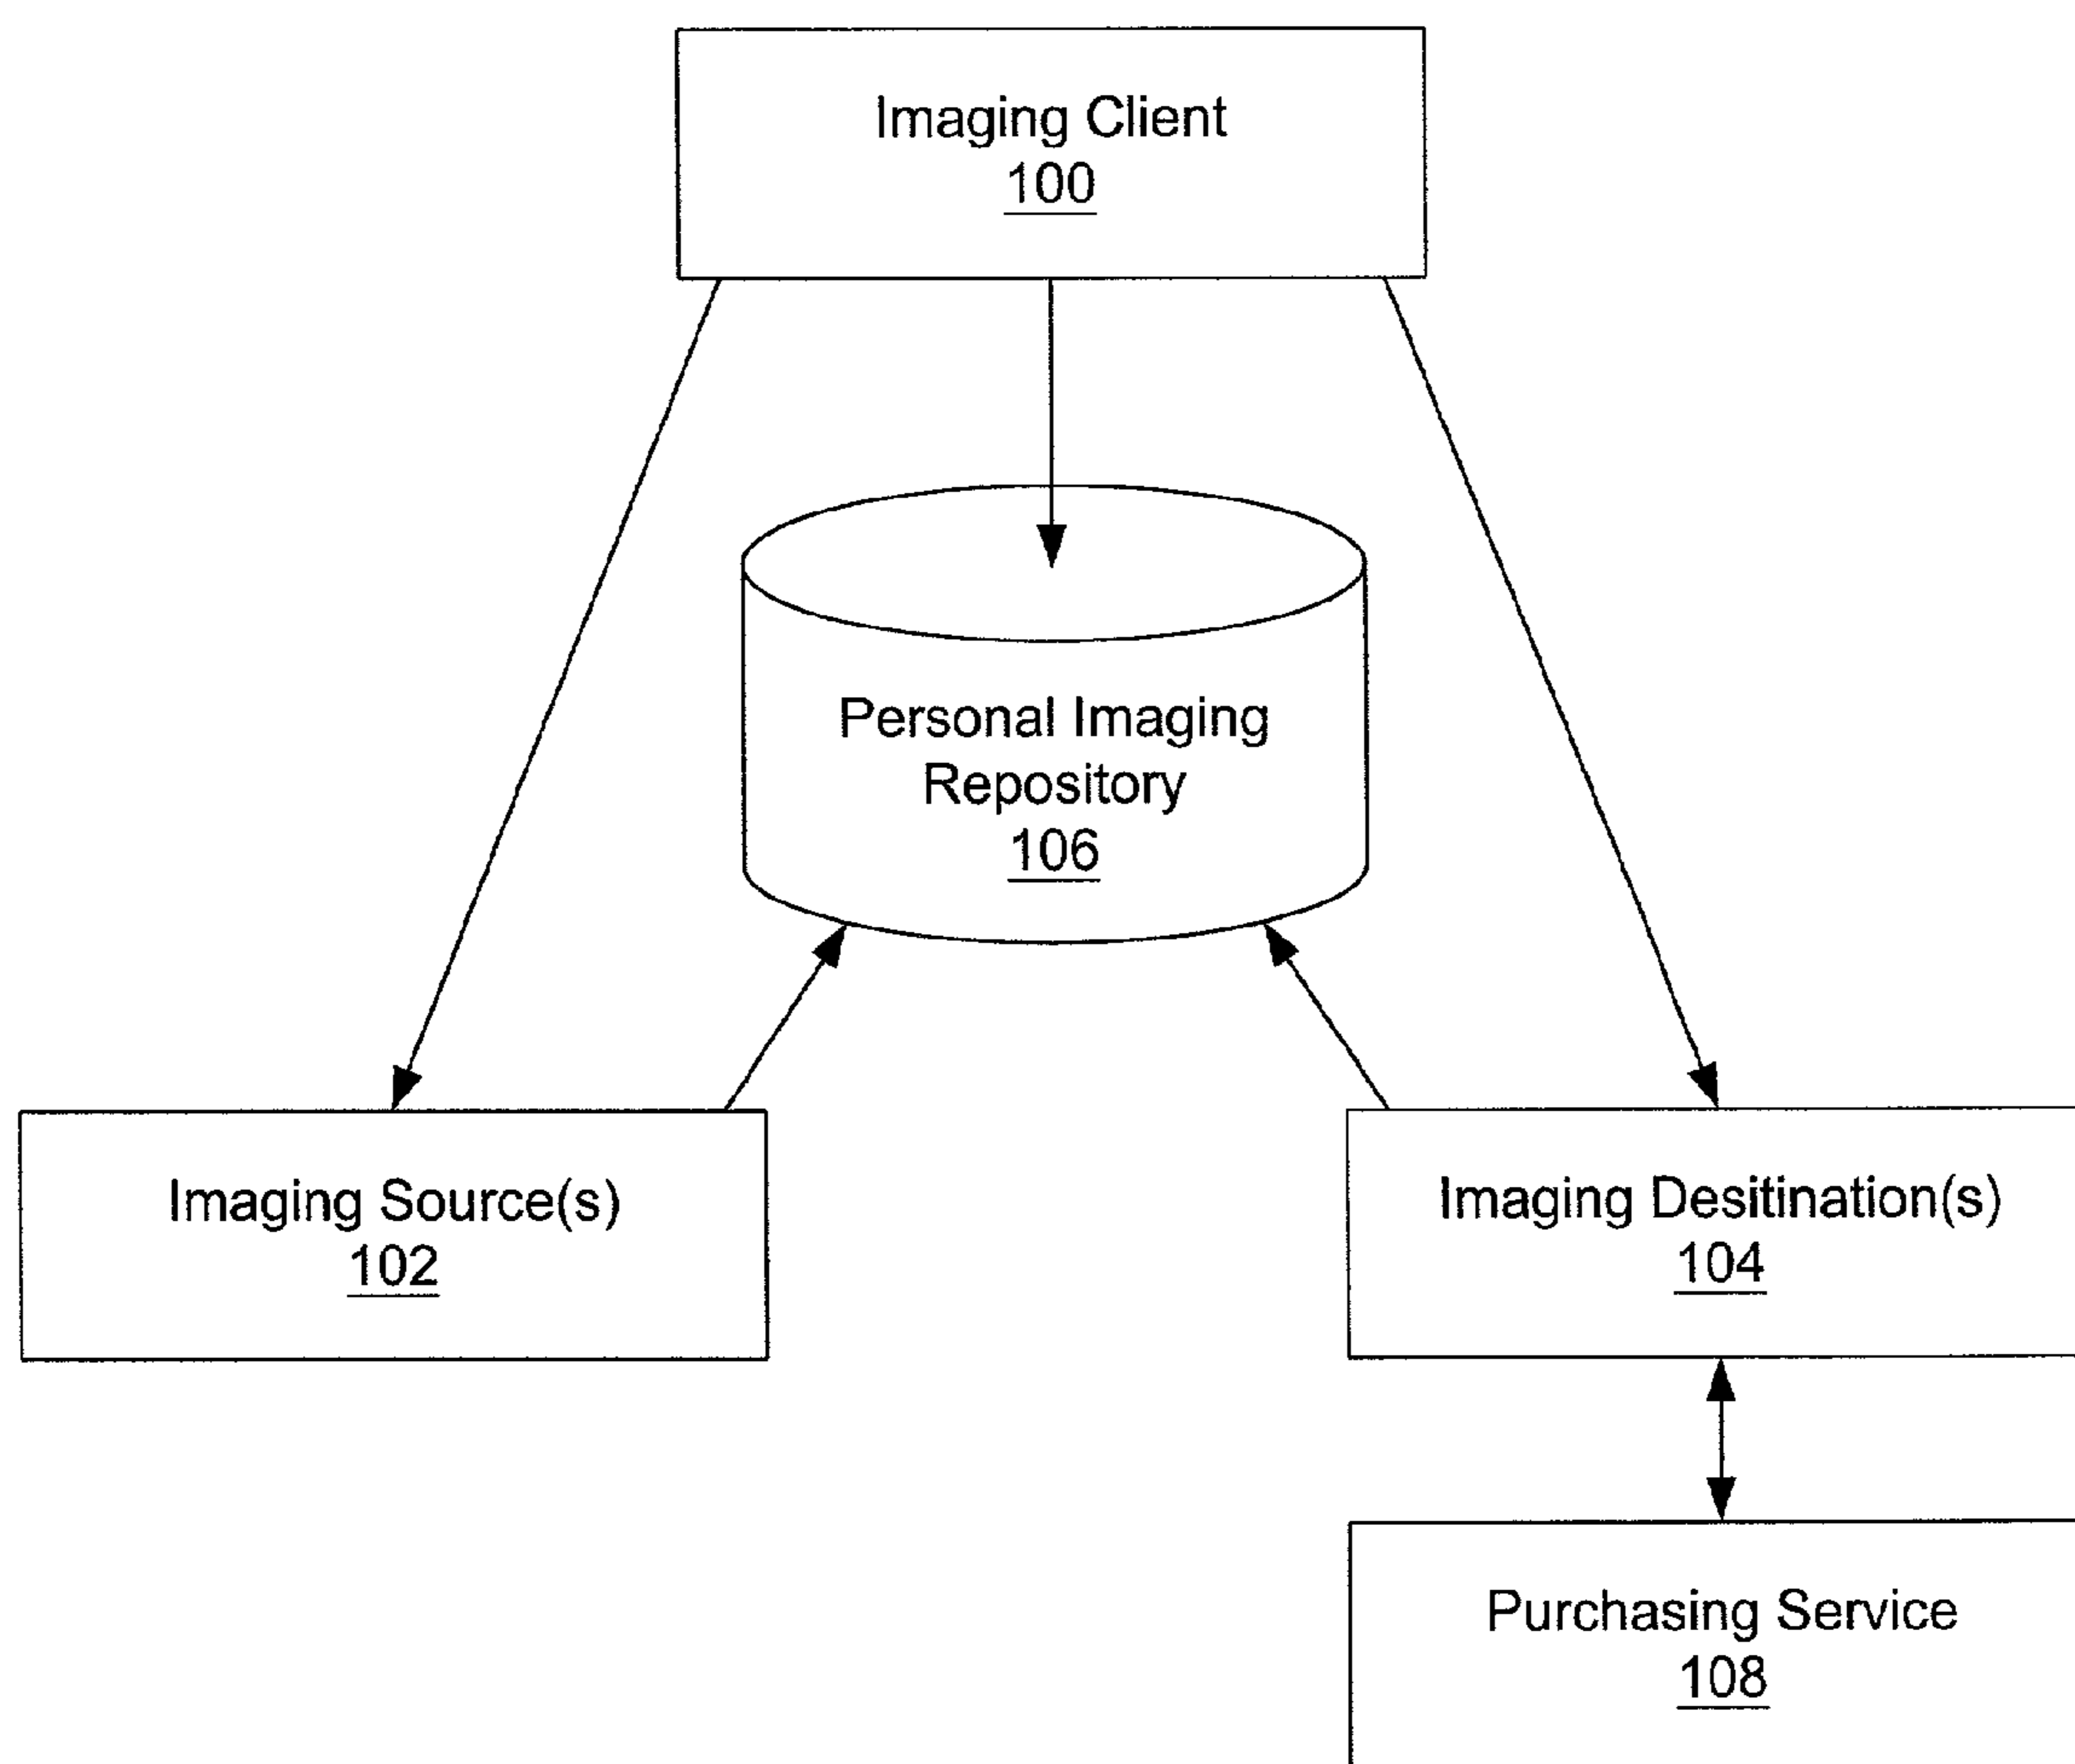 Imaging Client
100
Personal Imaging
Repository
106
Imaging Source(s)
102
Imaging Desitination(s)
104
Purchasing Service
108